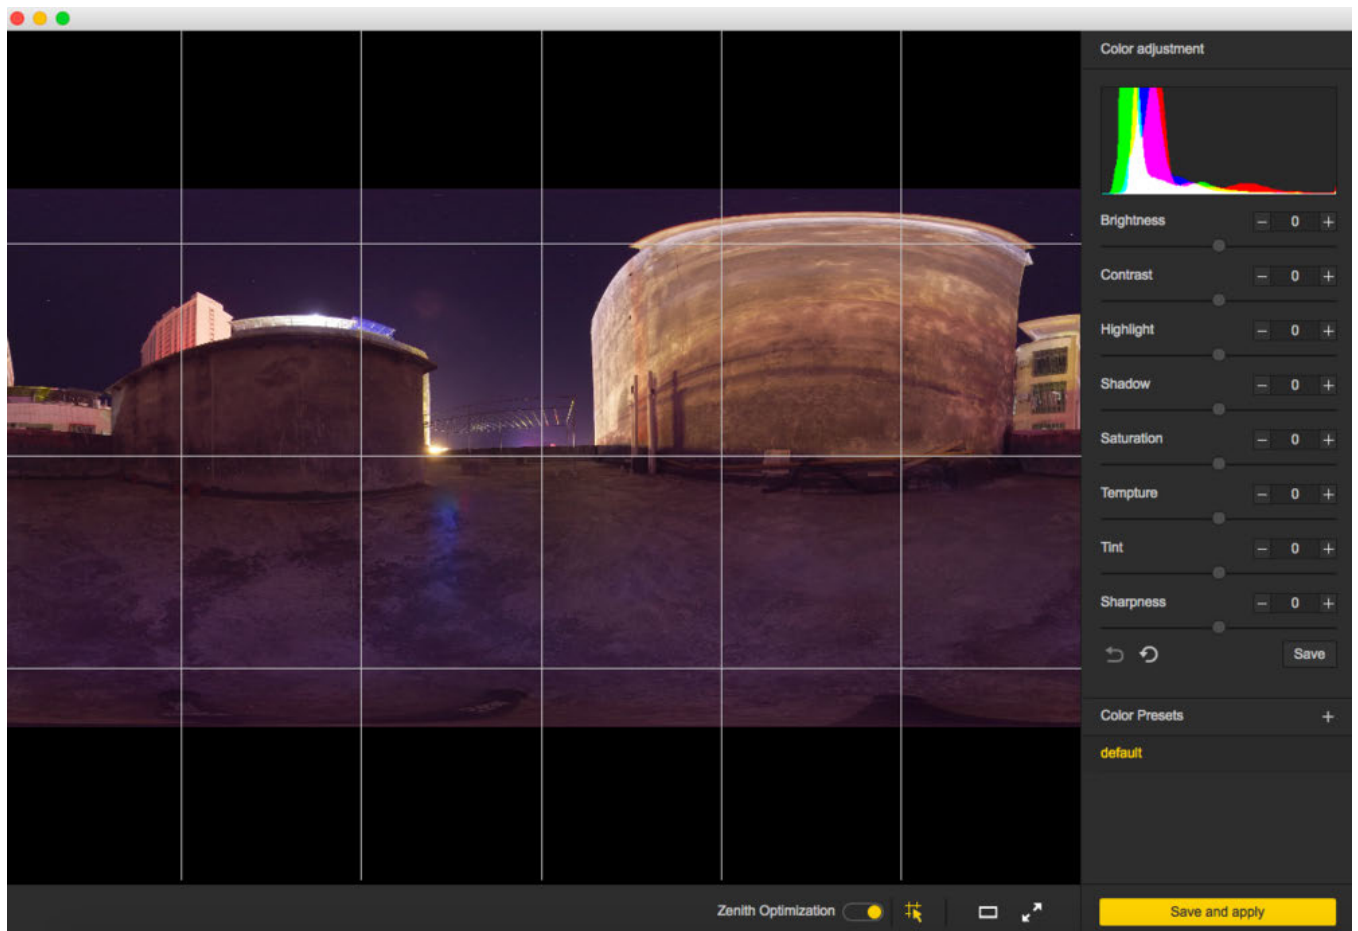 Color adjustment
Brightness – 0 +
Contrast – 0 +
Highlight – 0 +
Shadow – 0 +
Saturation – 0 +
Tempture – 0 +
Tint – 0 +
Sharpness – 0 +
Save
Color Presets +
default
Zenith Optimization
Save and apply